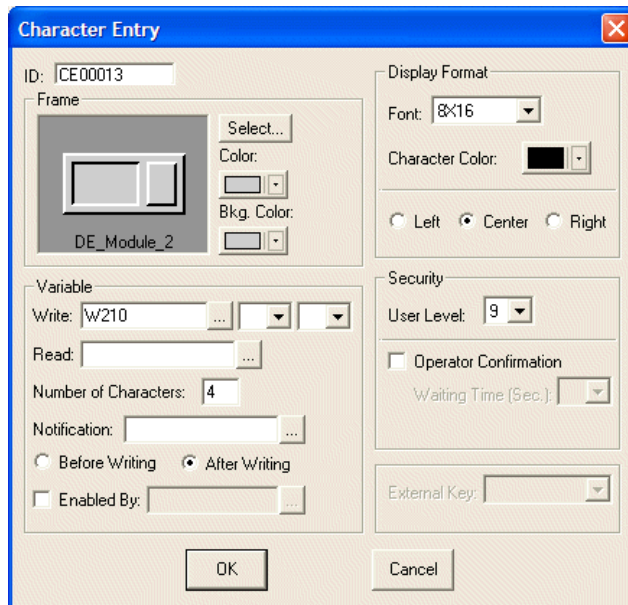 Character Entry
ID: CE00013
Frame
Select...
Color:
Bkg. Color:
DE_Module_2
Variable
Write: W210 ...
Read: ...
Number of Characters: 4
Notification: ...
Before Writing After Writing
Enabled By: ...
Display Format
Font: 8X16
Character Color:
Left Center Right
Security
User Level: 9
Operator Confirmation
Waiting Time (Sec.):
External Key:
OK Cancel